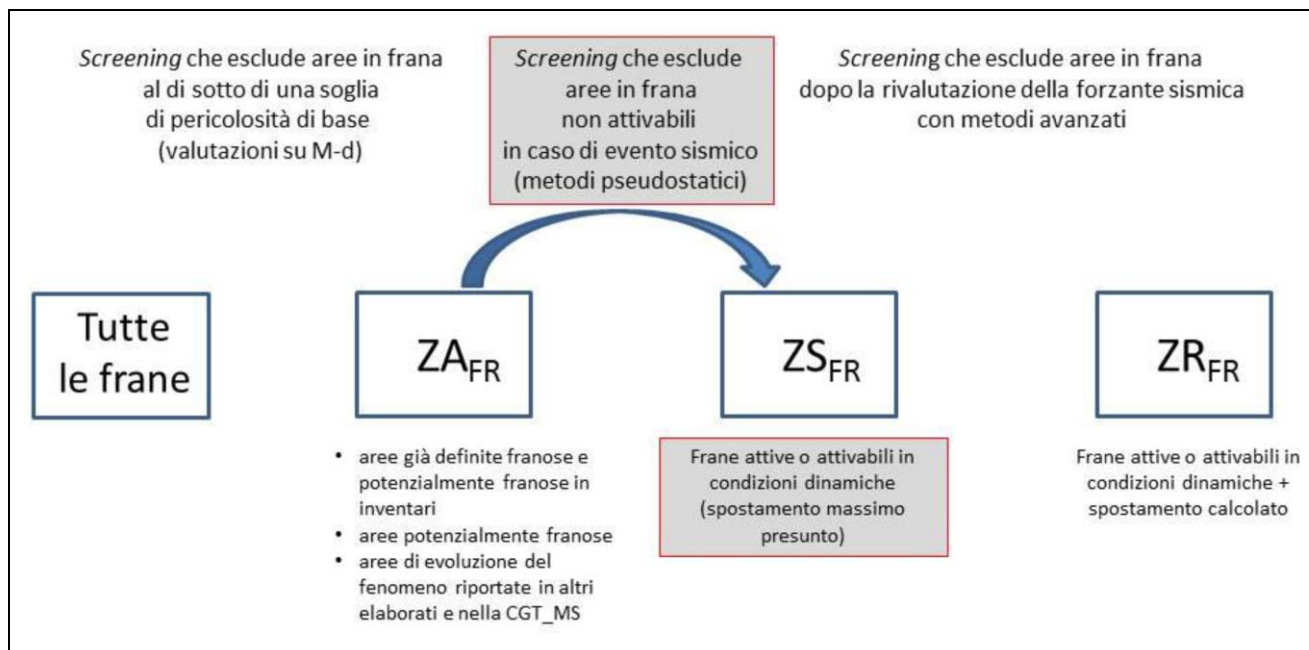 Screening che esclude aree in frana
al di sotto di una soglia
di pericolosità di base
(valutazioni su M-d)
Screening che esclude
aree in frana
non attivabili
in caso di evento sismico
(metodi pseudostatici)
Screening che esclude aree in frana
dopo la rivalutazione della forzante sismica
con metodi avanzati
Tutte
le frane
ZAFR
ZSFR
ZRFR
• aree già definite franose e
potenzialmente franose in
inventari
• aree potenzialmente franose
• aree di evoluzione del
fenomeno riportate in altri
elaborati e nella CGT_MS
Frane attive o attivabili in
condizioni dinamiche
(spostamento massimo
presunto)
Frane attive o attivabili in
condizioni dinamiche +
spostamento calcolato